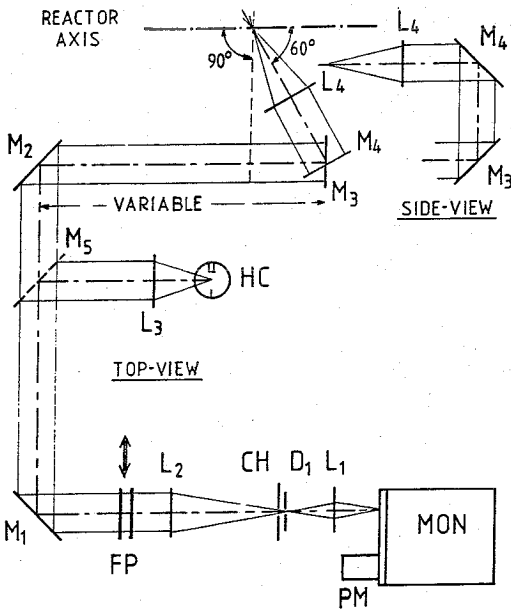 REACTOR
AXIS
90°
60°
L4
L4
M4
M2
M4
M3
M3
VARIABLE
SIDE-VIEW
M5
HC
L3
TOP-VIEW
L2
CH
D1
L1
M1
FP
MON
PM